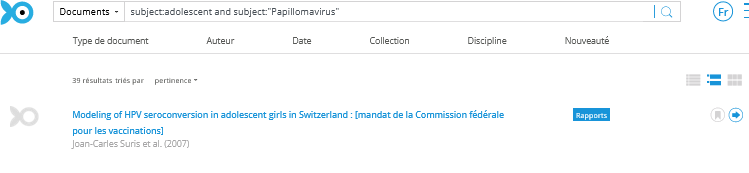 Documents
subject:adolescent and subject:"Papillomavirus"
Fr
Type de document Auteur Date Collection Discipline Nouveauté
39 résultats triés par pertinence
Modeling of HPV seroconversion in adolescent girls in Switzerland : [mandat de la Commission fédérale
pour les vaccinations]
Rapports
Joan-Carles Suris et al. (2007)